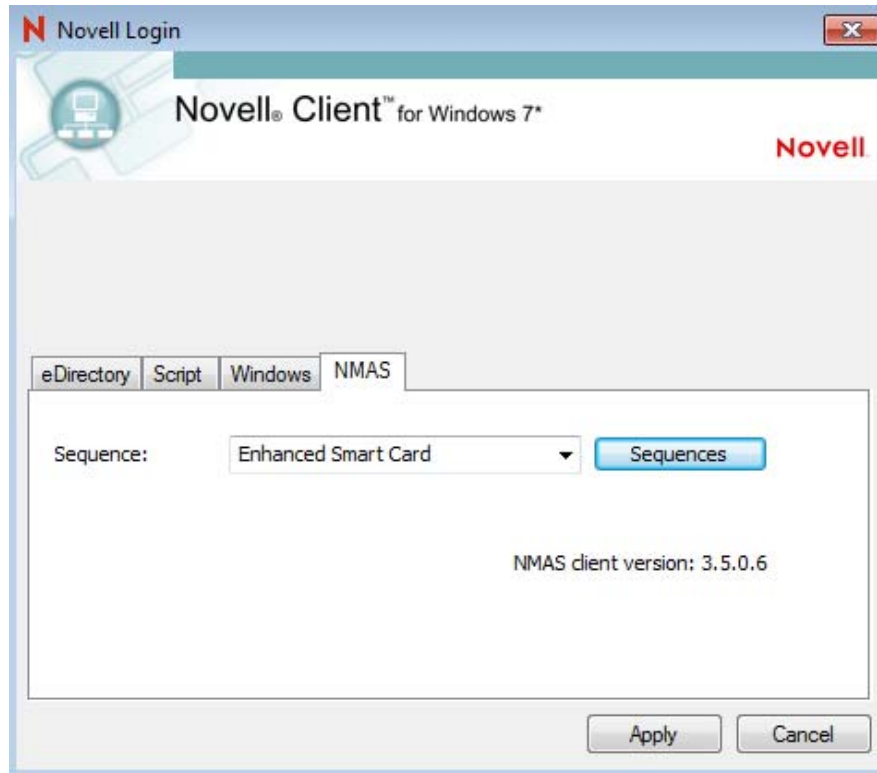 Novell Login
Novell® Client™ for Windows 7*
Novell
eDirectory Script Windows NMAS
Sequence: Enhanced Smart Card Sequences
NMAS client version: 3.5.0.6
Apply Cancel